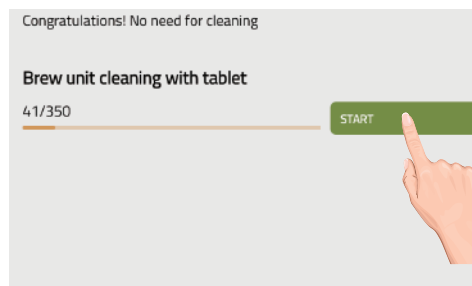 Congratulations! No need for cleaning
Brew unit cleaning with tablet
41/350
START